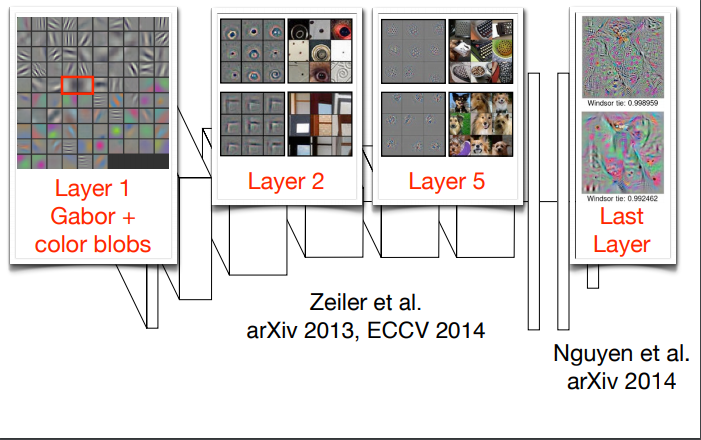 Layer 1
Gabor +
color blobs
Layer 2
Layer 5
Windsor tie: 0.998959
Windsor tie: 0.992462
Last
Layer
Zeiler et al.
arXiv 2013, ECCV 2014
Nguyen et al.
arXiv 2014